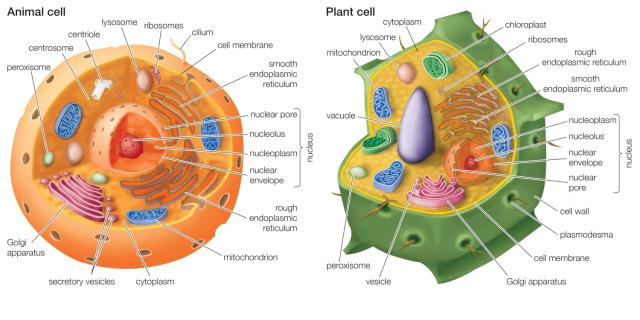 Animal cell
lysosome
ribosomes
centriole
cilium
centrosome
cell membrane
peroxisome
smooth
endoplasmic
reticulum
nuclear pore
nucleolus
nucleoplasm
nuclear
envelope
nucleus
rough
endoplasmic
reticulum
mitochondrion
Golgi
apparatus
secretory vesicles
cytoplasm
Plant cell
cytoplasm
chloroplast
lysosome
ribosomes
mitochondrion
rough
endoplasmic reticulum
smooth
endoplasmic reticulum
vacuole
nucleoplasm
nucleolus
nuclear
envelope
nuclear
pore
nucleus
cell wall
plasmodesma
cell membrane
peroxisome
vesicle
Golgi apparatus